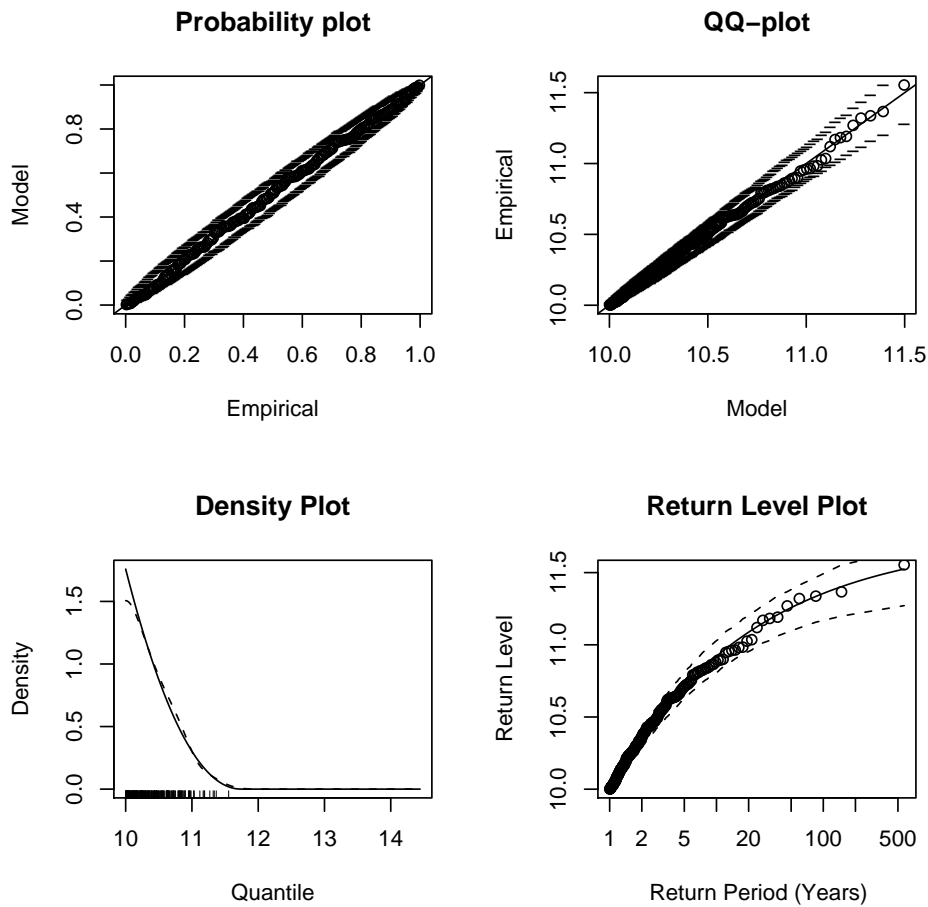 Probability plot
Model
0.0 0.4 0.8
0.0 0.2 0.4 0.6 0.8 1.0
Empirical
QQ−plot
Empirical
10.0 10.5 11.0 11.5
10.0 10.5 11.0 11.5
Model
Density Plot
Density
0.0 0.5 1.0 1.5
10 11 12 13 14
Quantile
Return Level Plot
Return Level
10.0 10.5 11.0 11.5
1 2 5 20 100 500
Return Period (Years)